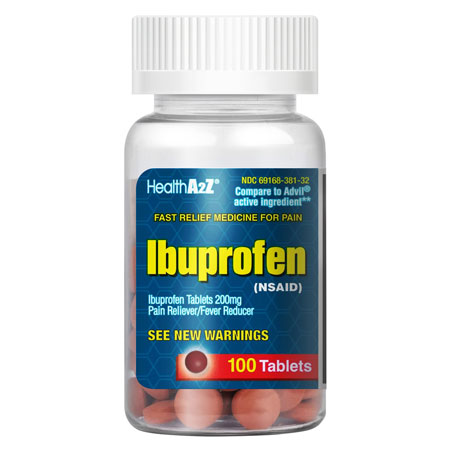 HealthA2Z®
NDC 69168-381-32
Compare to Advil®
active ingredient**
FAST RELIEF MEDICINE FOR PAIN
Ibuprofen
(NSAID)
Ibuprofen Tablets 200mg
Pain Reliever/Fever Reducer
SEE NEW WARNINGS
100 Tablets